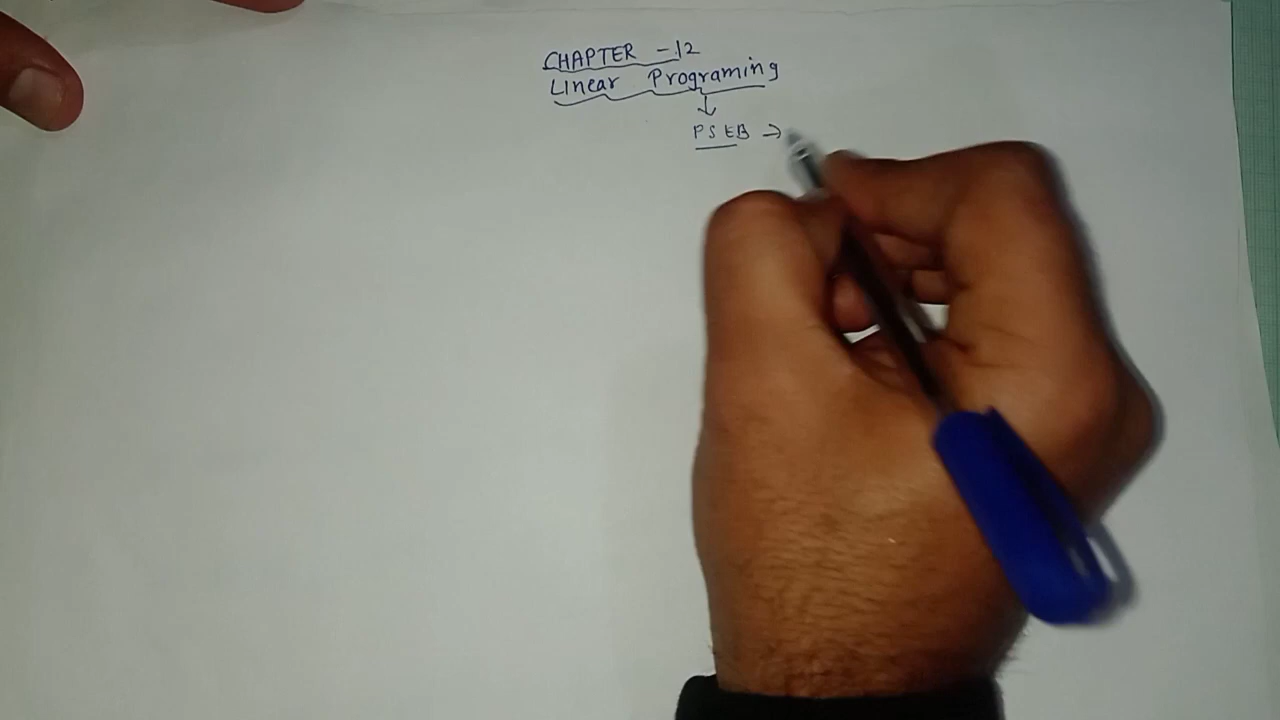 CHAPTER - 12
Linear Programing
↓
PSEB →